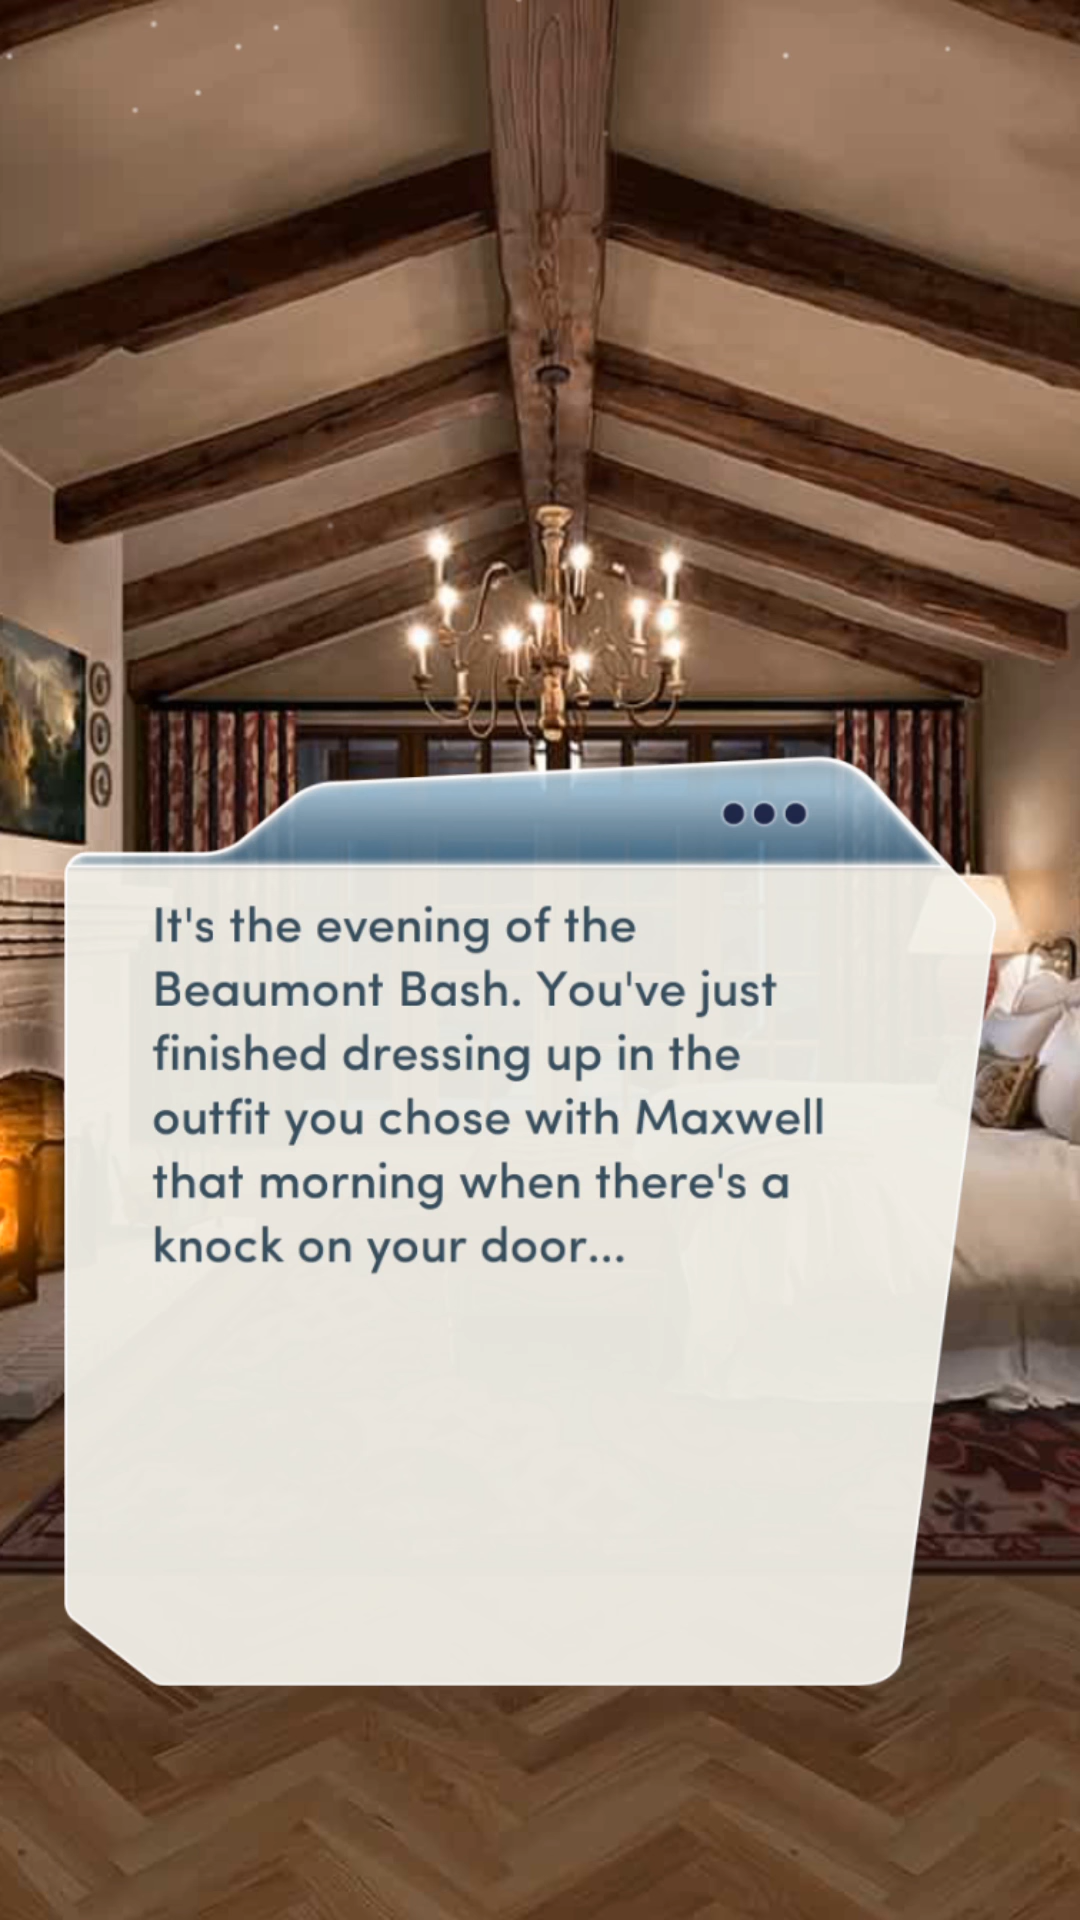 It's the evening of the
Beaumont Bash. You've just
finished dressing up in the
outfit you chose with Maxwell
that morning when there's a
knock on your door...